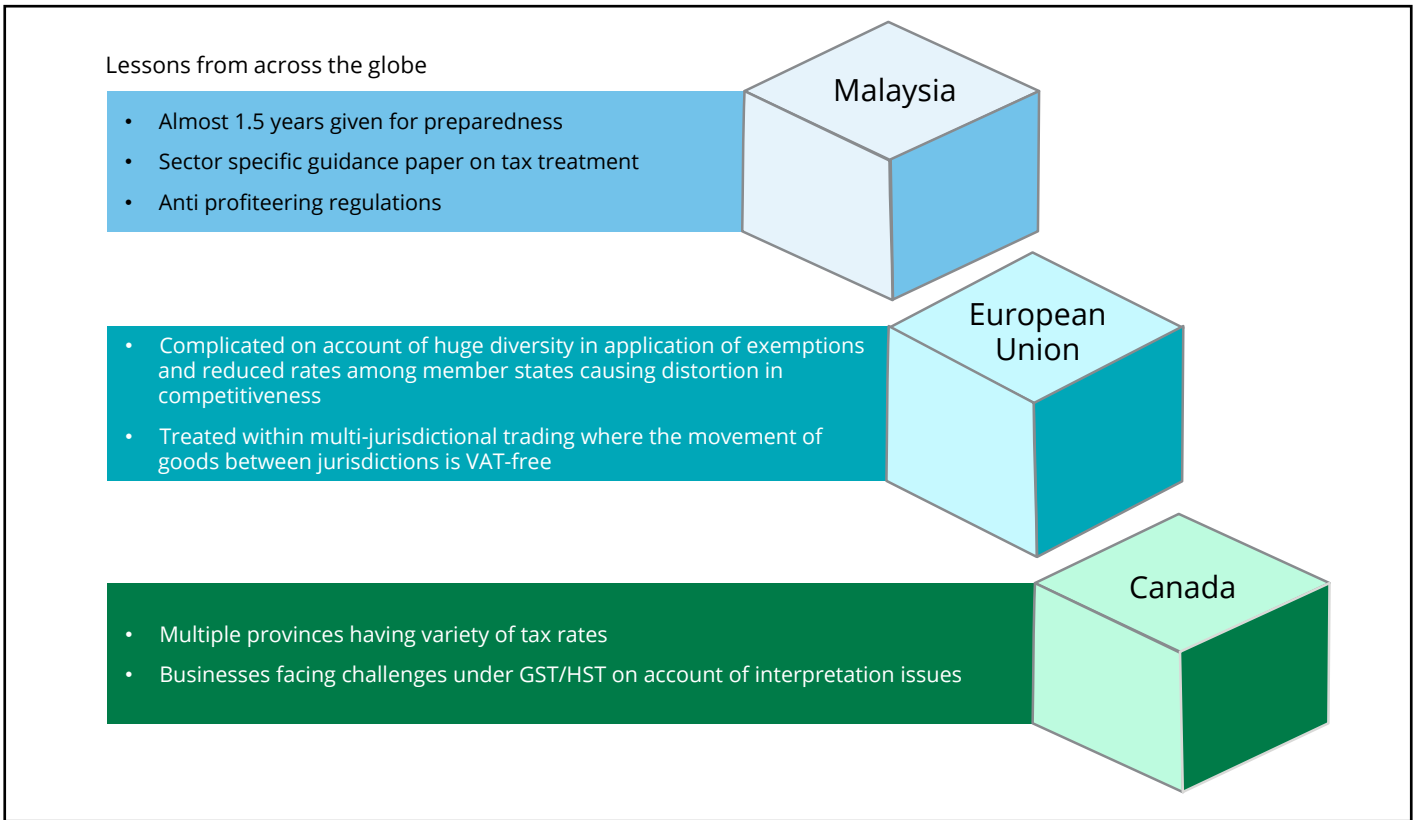 Lessons from across the globe
Malaysia
• Almost 1.5 years given for preparedness
• Sector specific guidance paper on tax treatment
• Anti profiteering regulations
European
Union
• Complicated on account of huge diversity in application of exemptions
and reduced rates among member states causing distortion in
competitiveness
• Treated within multi-jurisdictional trading where the movement of
goods between jurisdictions is VAT-free
Canada
• Multiple provinces having variety of tax rates
• Businesses facing challenges under GST/HST on account of interpretation issues